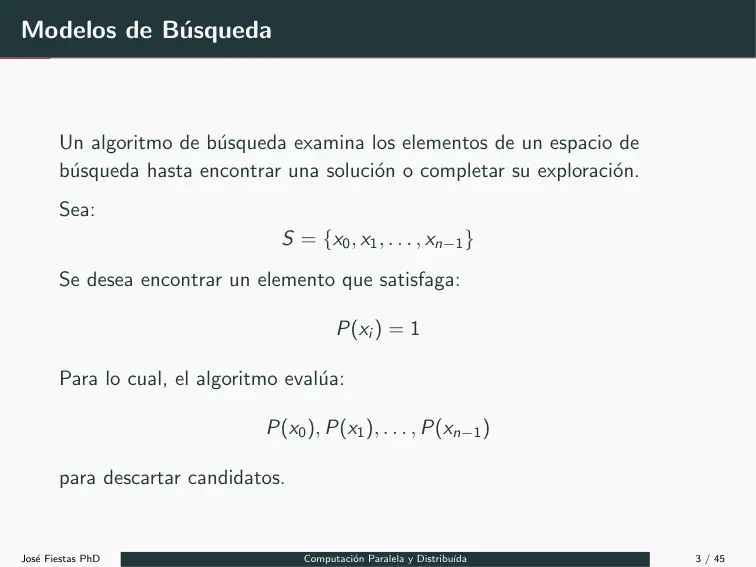 Modelos de Búsqueda
Un algoritmo de búsqueda examina los elementos de un espacio de
búsqueda hasta encontrar una solución o completar su exploración.
Sea:
S = {x₀, x₁, . . . , xₙ₋₁}
Se desea encontrar un elemento que satisfaga:
P(xᵢ) = 1
Para lo cual, el algoritmo evalúa:
P(x₀), P(x₁), . . . , P(xₙ₋₁)
para descartar candidatos.
José Fiestas PhD Computación Paralela y Distribuída 3 / 45